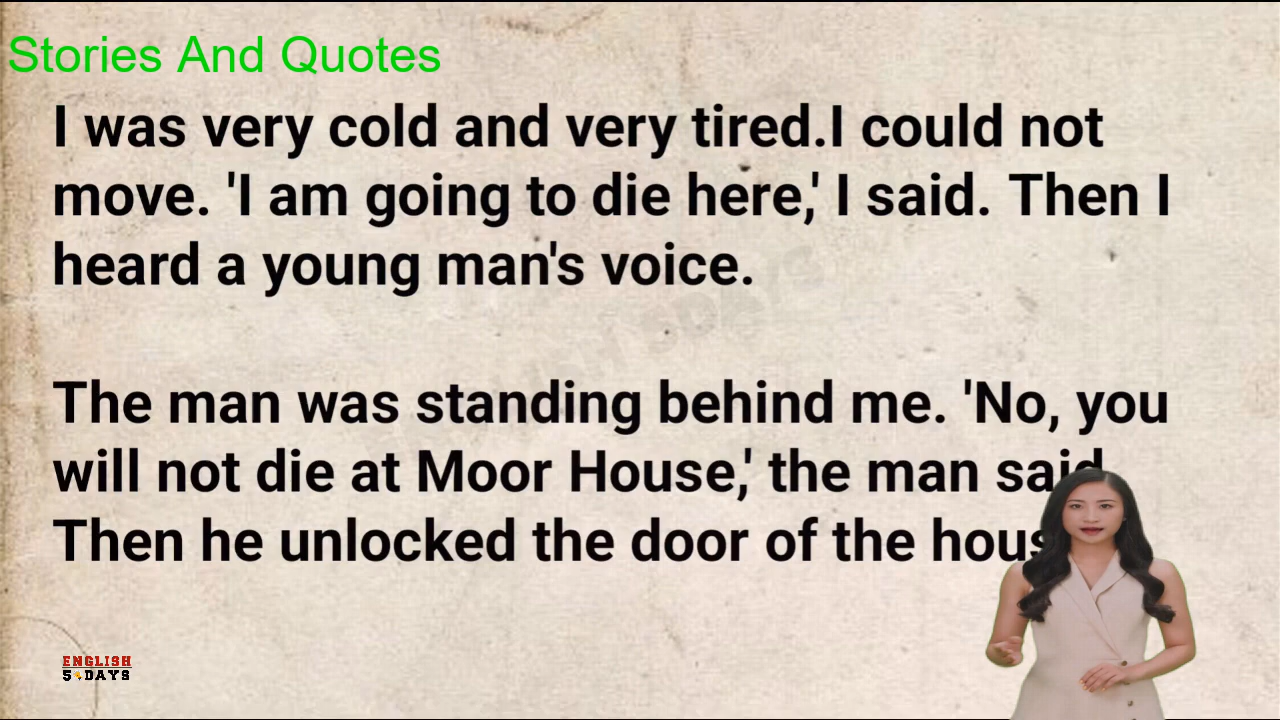 Stories And Quotes
I was very cold and very tired.I could not
move. 'I am going to die here,' I said. Then I
heard a young man's voice.
The man was standing behind me. 'No, you
will not die at Moor House,' the man said
Then he unlocked the door of the
ENGLISH
5 DAYS